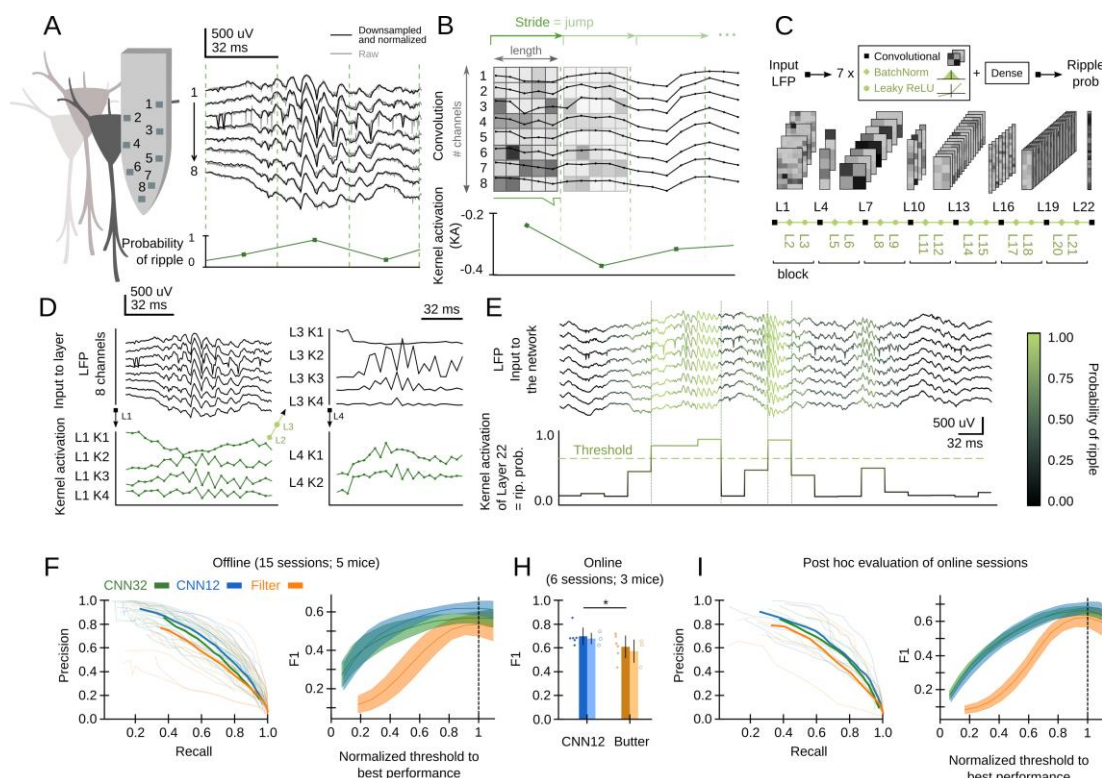 A
500 uV
32 ms
Downsampled
and normalized
Raw
1
2
3
4
5
6
7
8
1
8
Probability
of ripple
1
0
B
Stride = jump
length
Convolution
# channels
1
2
3
4
5
6
7
8
Kernel activation
(KA)
-0.2
-0.4
C
Input
LFP
7 x
Convolutional
BatchNorm
Leaky ReLU
+
Dense
Ripple
prob
L1 L4 L7 L10 L13 L16 L19 L22
L2 L3 L5 L6 L8 L9 L11 L12 L14 L15 L17 L18 L20 L21
block
D
500 uV
32 ms
32 ms
Input to layer
LFP
8 channels
L1
L3
L2
Kernel activation
L1 K1
L1 K2
L1 K3
L1 K4
L3 K1
L3 K2
L3 K3
L3 K4
L4
L4 K1
L4 K2
E
LFP
Input to
the network
500 uV
32 ms
Kernel activation
of Layer 22
= rip. prob.
1.0
0.0
Threshold
1.00
0.75
0.50
0.25
0.00
Probability of ripple
F
Offline (15 sessions; 5 mice)
CNN32 CNN12 Filter
Precision
1.0
0.8
0.6
0.4
0.2
0.0
0.2 0.4 0.6 0.8 1.0
Recall
F1
0.6
0.4
0.2
0 0.2 0.4 0.6 0.8 1
Normalized threshold to
best performance
H
Online
(6 sessions; 3 mice)
*
F1
1.0
0.8
0.6
0.4
0.2
0.0
CNN12 Butter
I
Post hoc evaluation of online sessions
Precision
1.0
0.8
0.6
0.4
0.2
0.0
0.2 0.4 0.6 0.8 1.0
Recall
F1
0.6
0.4
0.2
0 0.2 0.4 0.6 0.8 1
Normalized threshold to
best performance